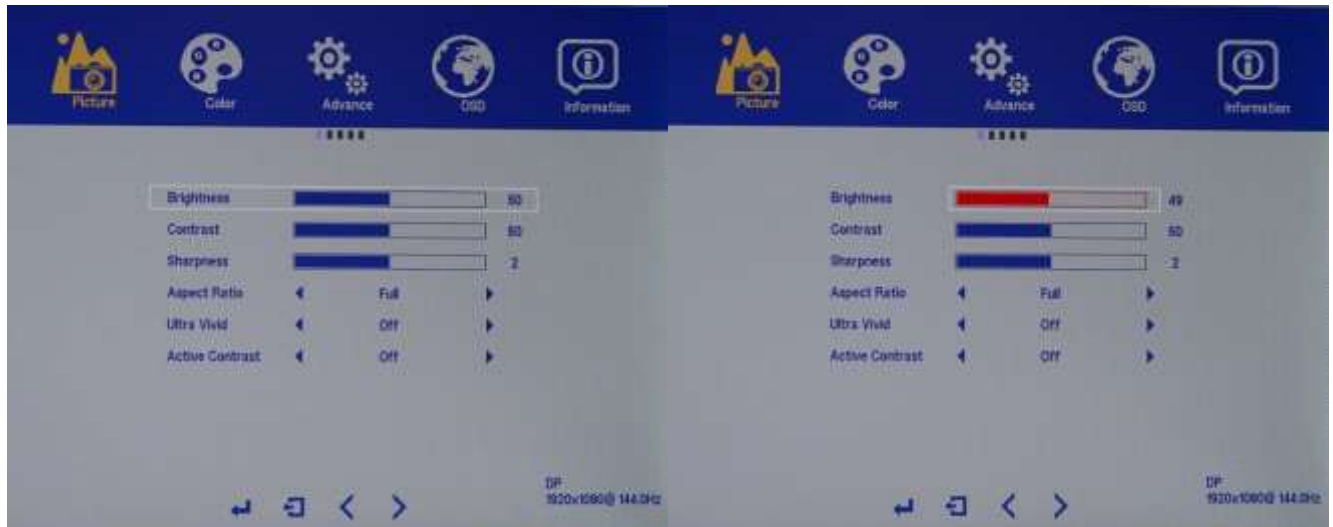 Picture Color Advance OSD Information
Brightness 50
Contrast 50
Sharpness 2
Aspect Ratio Full
Ultra Vivid Off
Active Contrast Off
DP
1920x1080@ 144.0Hz
Picture Color Advance OSD Information
Brightness 49
Contrast 50
Sharpness 2
Aspect Ratio Full
Ultra Vivid Off
Active Contrast Off
DP
1920x1080@ 144.0Hz